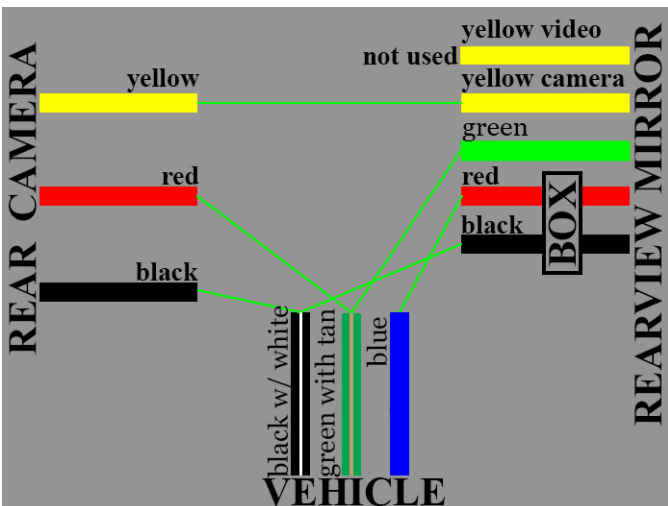 yellow video
not used
yellow
yellow camera
green
red
red
black
black
BOX
REAR CAMERA
REARVIEW MIRROR
black w/ white
green with tan
blue
VEHICLE